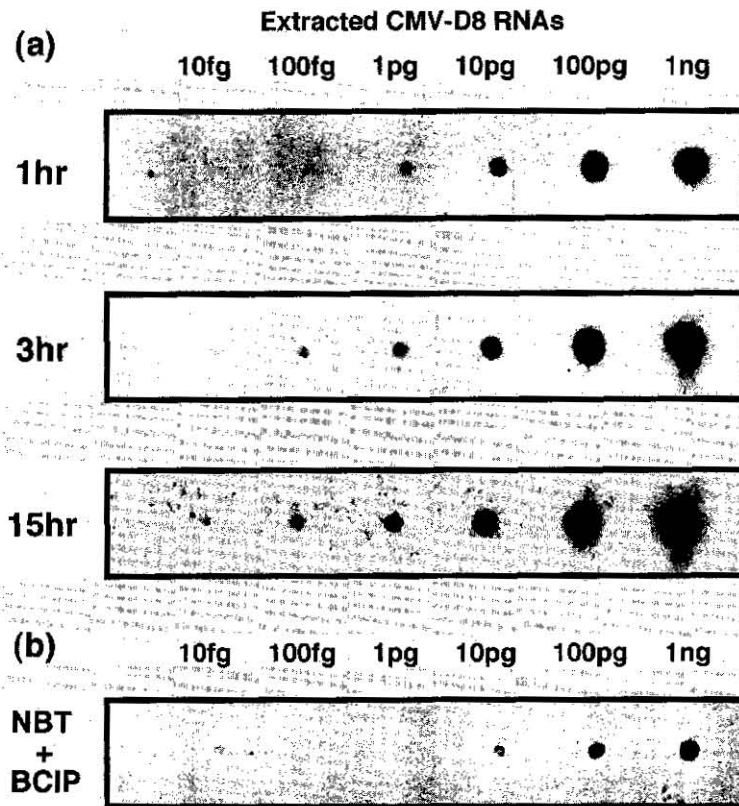 Extracted CMV-D8 RNAs
(a)
10fg 100fg 1pg 10pg 100pg 1ng
1hr
3hr
15hr
(b)
10fg 100fg 1pg 10pg 100pg 1ng
NBT
+
BCIP